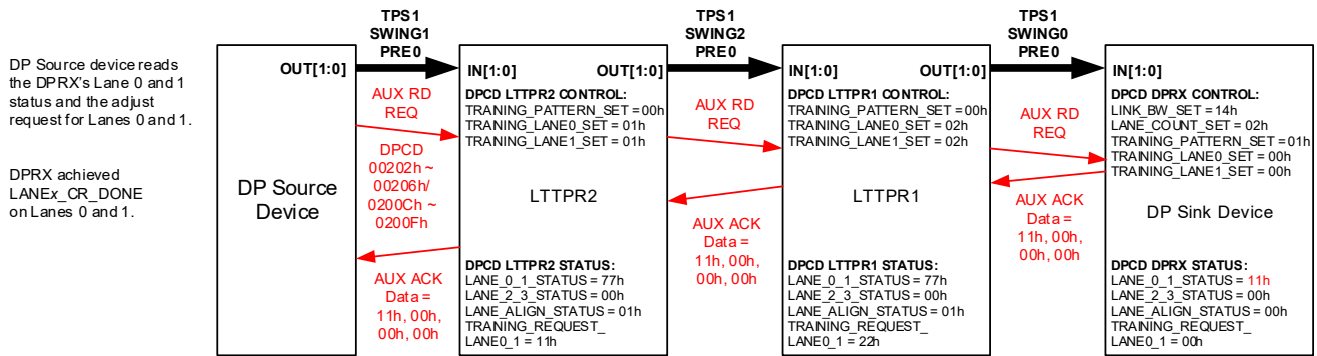 DP Source device reads
the DPRX's Lane 0 and 1
status and the adjust
request for Lanes 0 and 1.
DPRX achieved
LANEx_CR_DONE
on Lanes 0 and 1.
OUT[1:0]
DP Source
Device
TPS1
SWING1
PRE0
AUX RD
REQ
DPCD
00202h ~
00206h/
0200Ch ~
0200Fh
AUX ACK
Data =
11h, 00h,
00h, 00h
IN[1:0]
OUT[1:0]
DPCD LTTPR2 CONTROL:
TRAINING_PATTERN_SET = 00h
TRAINING_LANE0_SET = 01h
TRAINING_LANE1_SET = 01h
LTTPR2
DPCD LTTPR2 STATUS:
LANE_0_1_STATUS = 77h
LANE_2_3_STATUS = 00h
LANE_ALIGN_STATUS = 01h
TRAINING_REQUEST_
LANE0_1 = 11h
TPS1
SWING2
PRE0
AUX RD
REQ
AUX ACK
Data =
11h, 00h,
00h, 00h
IN[1:0]
OUT[1:0]
DPCD LTTPR1 CONTROL:
TRAINING_PATTERN_SET = 00h
TRAINING_LANE0_SET = 02h
TRAINING_LANE1_SET = 02h
LTTPR1
DPCD LTTPR1 STATUS:
LANE_0_1_STATUS = 77h
LANE_2_3_STATUS = 00h
LANE_ALIGN_STATUS = 01h
TRAINING_REQUEST_
LANE0_1 = 22h
TPS1
SWING0
PRE0
AUX RD
REQ
AUX ACK
Data =
11h, 00h,
00h, 00h
IN[1:0]
DPCD DPRX CONTROL:
LINK_BW_SET = 14h
LANE_COUNT_SET = 02h
TRAINING_PATTERN_SET = 01h
TRAINING_LANE0_SET = 00h
TRAINING_LANE1_SET = 00h
DP Sink Device
DPCD DPRX STATUS:
LANE_0_1_STATUS = 11h
LANE_2_3_STATUS = 00h
LANE_ALIGN_STATUS = 00h
TRAINING_REQUEST_
LANE0_1 = 00h